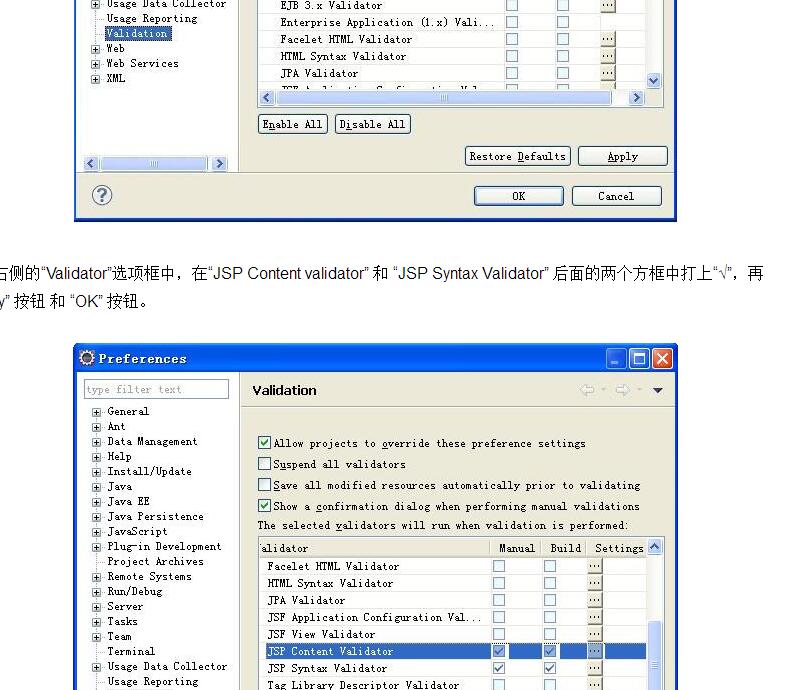 Usage Data Collector
Usage Reporting
Validation
Web
Web Services
XML
EJB 3.x Validator
Enterprise Application (1.x) Vali...
Facelet HTML Validator
HTML Syntax Validator
JPA Validator
Enable All
Disable All
Restore Defaults
Apply
OK
Cancel
右侧的“Validator”选项框中，在“JSP Content validator” 和 “JSP Syntax Validator” 后面的两个方框中打上“√”，再
y” 按钮 和 “OK” 按钮。
Preferences
type filter text
General
Ant
Data Management
Help
Install/Update
Java
Java EE
Java Persistence
JavaScript
Plug-in Development
Project Archives
Remote Systems
Run/Debug
Server
Tasks
Team
Terminal
Usage Data Collector
Usage Reporting
Validation
Allow projects to override these preference settings
Suspend all validators
Save all modified resources automatically prior to validating
Show a confirmation dialog when performing manual validations
The selected validators will run when validation is performed:
alidator Manual Build Settings
Facelet HTML Validator
HTML Syntax Validator
JPA Validator
JSF Application Configuration Val...
JSF View Validator
JSP Content Validator
JSP Syntax Validator
Tag Library Descriptor Validator